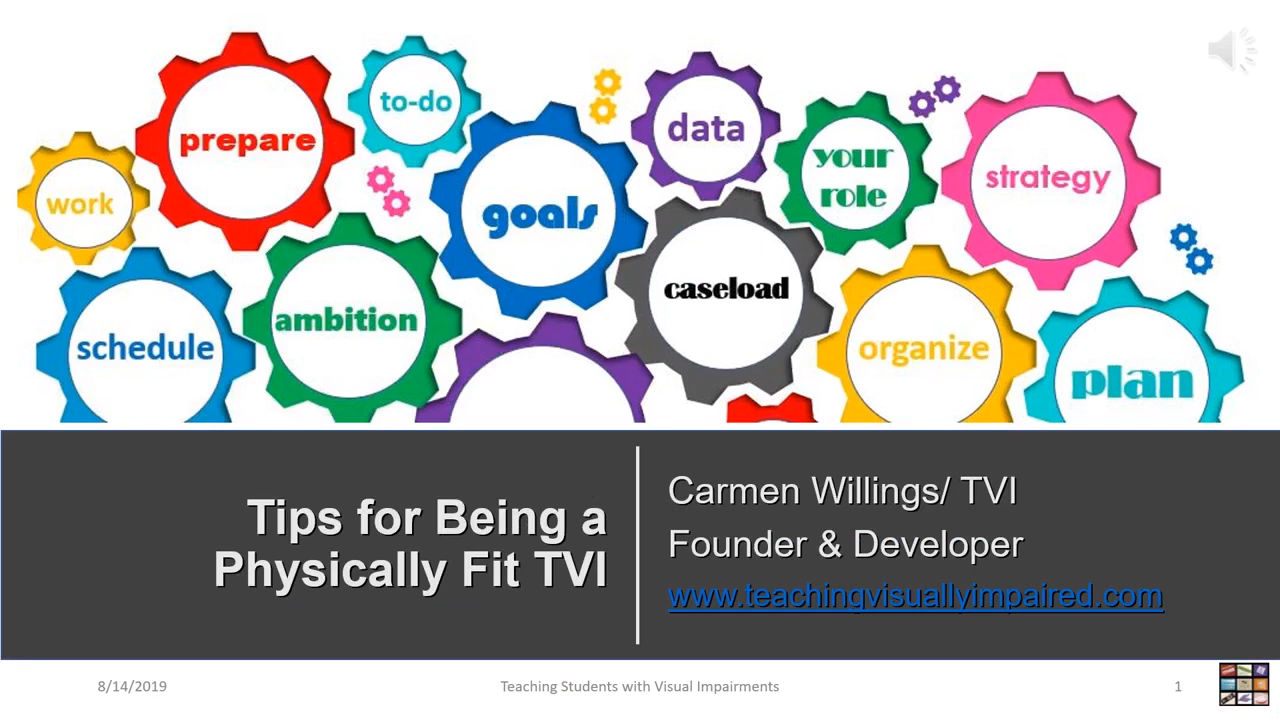 work
prepare
to-do
goals
data
your
role
strategy
schedule
ambition
caseload
organize
plan
Tips for Being a
Physically Fit TVI
Carmen Willings/ TVI
Founder & Developer
www.teachingvisuallyimpaired.com
8/14/2019
Teaching Students with Visual Impairments
1